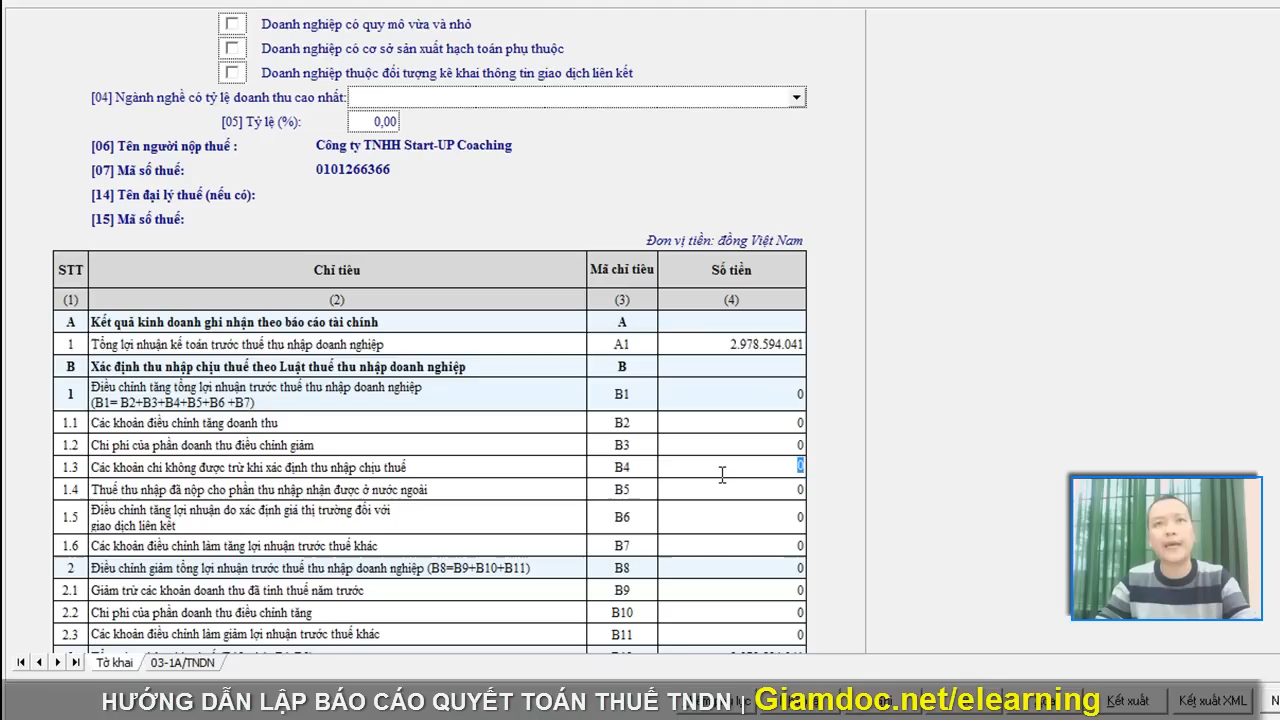 Doanh nghiệp có quy mô vừa và nhỏ
Doanh nghiệp có cơ sở sản xuất hạch toán phụ thuộc
Doanh nghiệp thuộc đối tượng kê khai thông tin giao dịch liên kết
[04] Ngành nghề có tỷ lệ doanh thu cao nhất:
[05] Tỷ lệ (%): 0,00
[06] Tên người nộp thuế : Công ty TNHH Start-UP Coaching
[07] Mã số thuế: 0101266366
[14] Tên đại lý thuế (nếu có):
[15] Mã số thuế:
Đơn vị tiền: đồng Việt Nam
STT Chỉ tiêu Mã chỉ tiêu Số tiền
(1) (2) (3) (4)
A Kết quả kinh doanh ghi nhận theo báo cáo tài chính A
1 Tổng lợi nhuận kế toán trước thuế thu nhập doanh nghiệp A1 2.978.594.041
B Xác định thu nhập chịu thuế theo Luật thuế thu nhập doanh nghiệp B
1 Điều chỉnh tăng tổng lợi nhuận trước thuế thu nhập doanh nghiệp
(B1= B2+B3+B4+B5+B6 +B7) B1 0
1.1 Các khoản điều chỉnh tăng doanh thu B2 0
1.2 Chi phí của phần doanh thu điều chỉnh giảm B3 0
1.3 Các khoản chi không được trừ khi xác định thu nhập chịu thuế B4 0
1.4 Thuế thu nhập đã nộp cho phần thu nhập nhận được ở nước ngoài B5 0
1.5 Điều chỉnh tăng lợi nhuận do xác định giá thị trường đối với
giao dịch liên kết B6 0
1.6 Các khoản điều chỉnh làm tăng lợi nhuận trước thuế khác B7 0
2 Điều chỉnh giảm tổng lợi nhuận trước thuế thu nhập doanh nghiệp (B8=B9+B10+B11) B8 0
2.1 Giảm trừ các khoản doanh thu đã tính thuế năm trước B9 0
2.2 Chi phí của phần doanh thu điều chỉnh tăng B10 0
2.3 Các khoản điều chỉnh làm giảm lợi nhuận trước thuế khác B11 0
Tờ khai 03-1A/TNDN
HƯỚNG DẪN LẬP BÁO CÁO QUYẾT TOÁN THUẾ TNDN | Giamdoc.net/elearning
Kết xuất Kết xuất XML